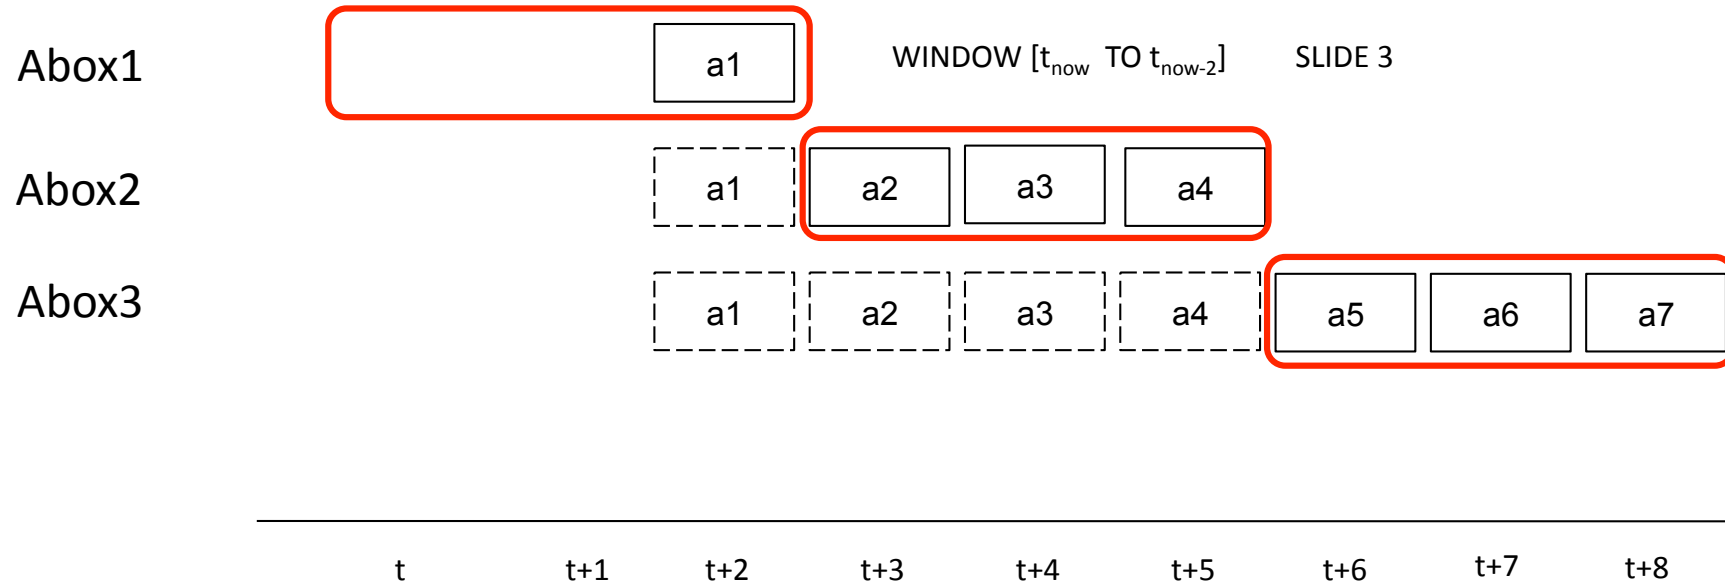 Abox1 a1 WINDOW [tnow TO tnow-2] SLIDE 3
Abox2 a1 a2 a3 a4
Abox3 a1 a2 a3 a4 a5 a6 a7
t t+1 t+2 t+3 t+4 t+5 t+6 t+7 t+8